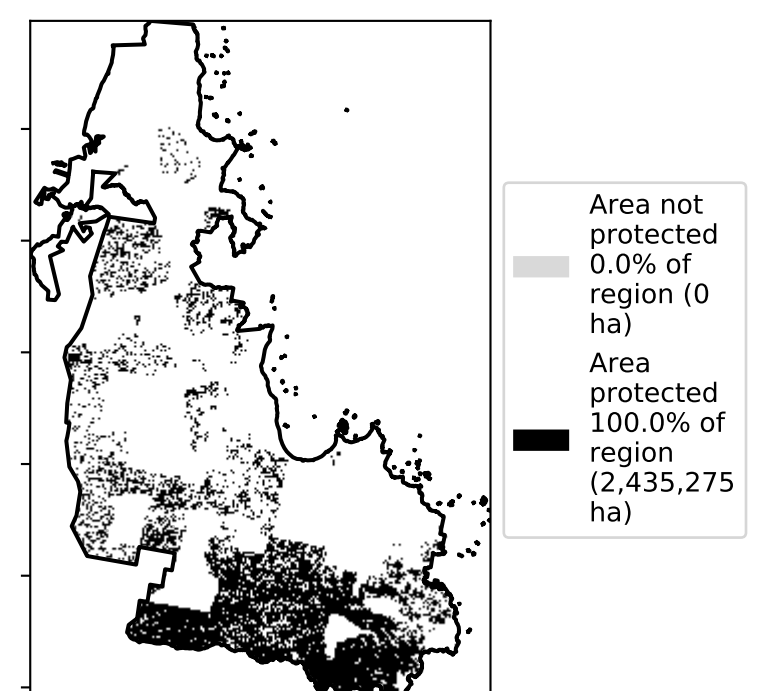 Area not
protected
0.0% of
region (0
ha)
Area
protected
100.0% of
region
(2,435,275
ha)